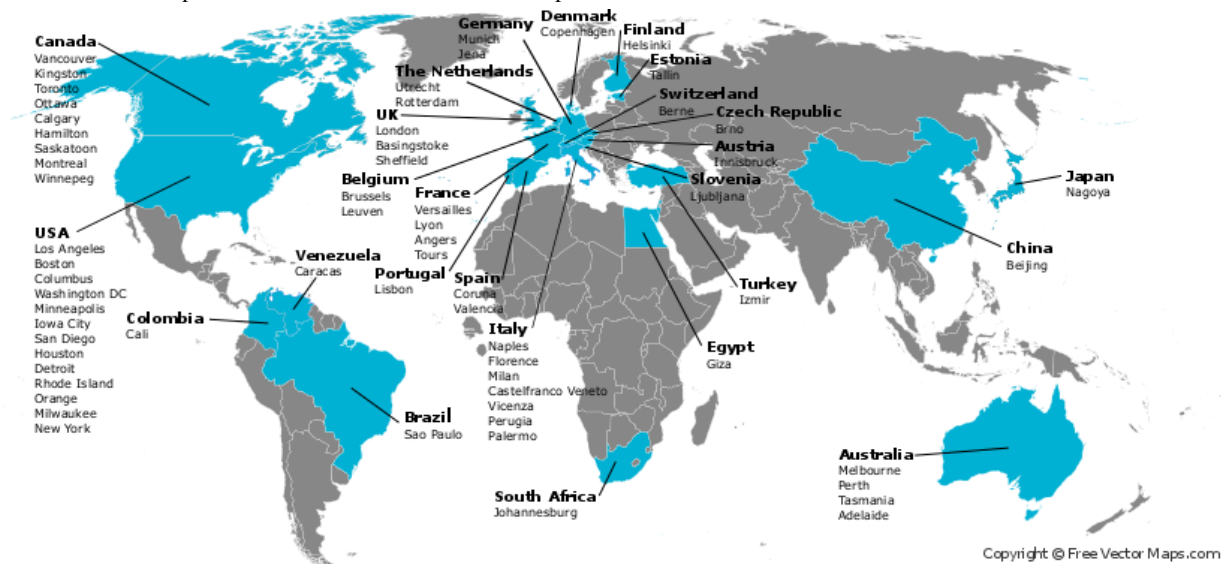 Canada
Vancouver
Kingston
Toronto
Ottawa
Calgary
Hamilton
Saskatoon
Montreal
Winnepeg
USA
Los Angeles
Boston
Columbus
Washington DC
Minneapolis
Iowa City
San Diego
Houston
Detroit
Rhode Island
Orange
Milwaukee
New York
Venezuela
Caracas
Colombia
Cali
Brazil
Sao Paulo
Germany
Munich
Jena
Denmark
Copenhagen
Finland
Helsinki
Estonia
Tallin
The Netherlands
Utrecht
Rotterdam
UK
London
Basingstoke
Sheffield
Switzerland
Berne
Czech Republic
Brno
Austria
Innisbruck
Slovenia
Ljubljana
Belgium
Brussels
Leuven
France
Versailles
Lyon
Angers
Tours
Portugal
Lisbon
Spain
Coruna
Valencia
Italy
Naples
Florence
Milan
Castelfranco Veneto
Vicenza
Perugia
Palermo
Turkey
Izmir
Egypt
Giza
South Africa
Johannesburg
Japan
Nagoya
China
Beijing
Australia
Melbourne
Perth
Tasmania
Adelaide
Copyright © Free Vector Maps.com